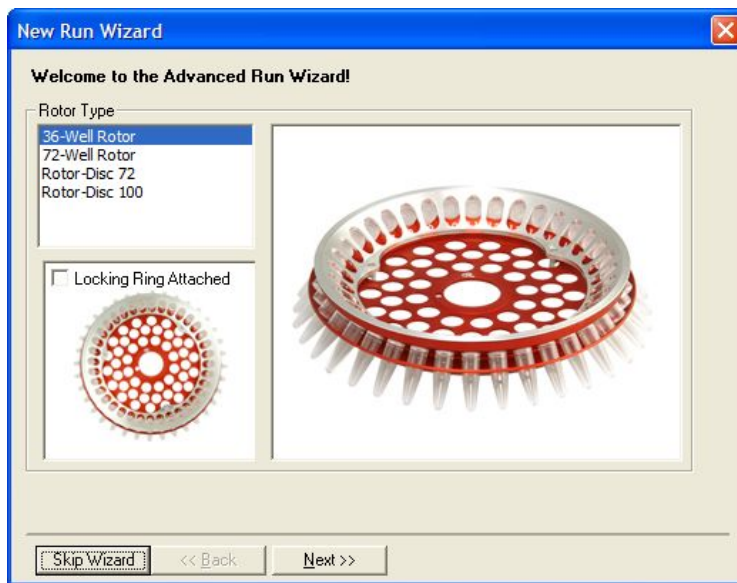 New Run Wizard
Welcome to the Advanced Run Wizard!
Rotor Type
36-Well Rotor
72-Well Rotor
Rotor-Disc 72
Rotor-Disc 100
Locking Ring Attached
Skip Wizard
<< Back
Next >>